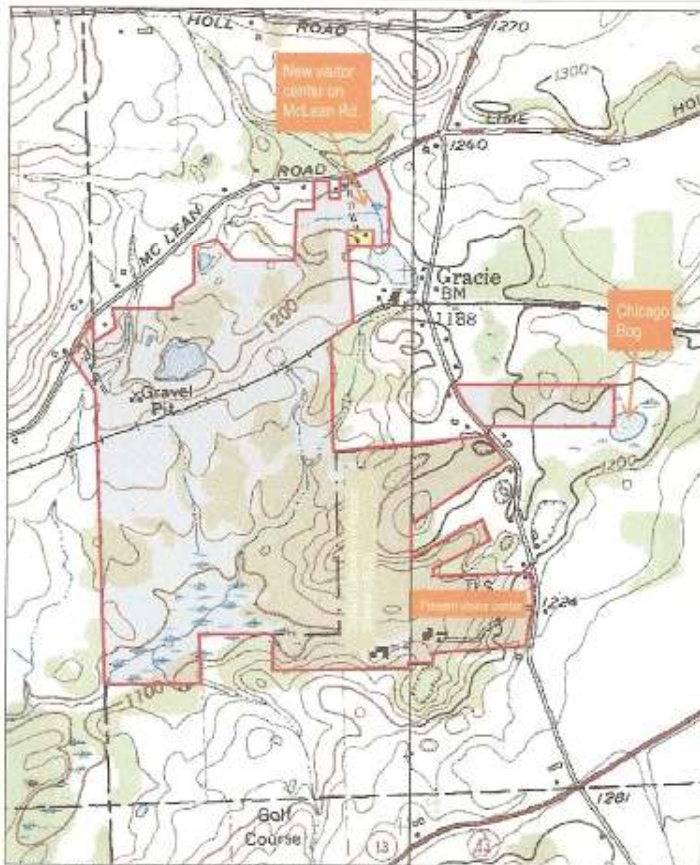 HOLL ROAD
1270
New visitor
center on
McLean Rd.
1300
LIME
HO
1240
ROAD
MC LEAN
Gracie
BM
1188
1200
Chicago
Bog
Gravel
Pit
1200
Present visitor center
1224
1100
1281
Golf
Course
13